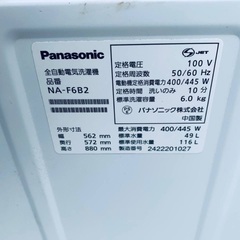 Panasonic
全自動電気洗濯機
品番
NA-F6B2
JET
定格電圧 100 V
定格周波数 50/60 Hz
電動機定格消費電力 400/445 W
定格時間 洗いのみ 10 分
標準洗濯容量 6.0 kg
パナソニック株式会社
中国製
外形寸法
幅 562 mm
奥行 572 mm
高さ 880 mm
最大消費電力 400/445 W
標準水量 49 L
標準使用水量 116 L
2422201027